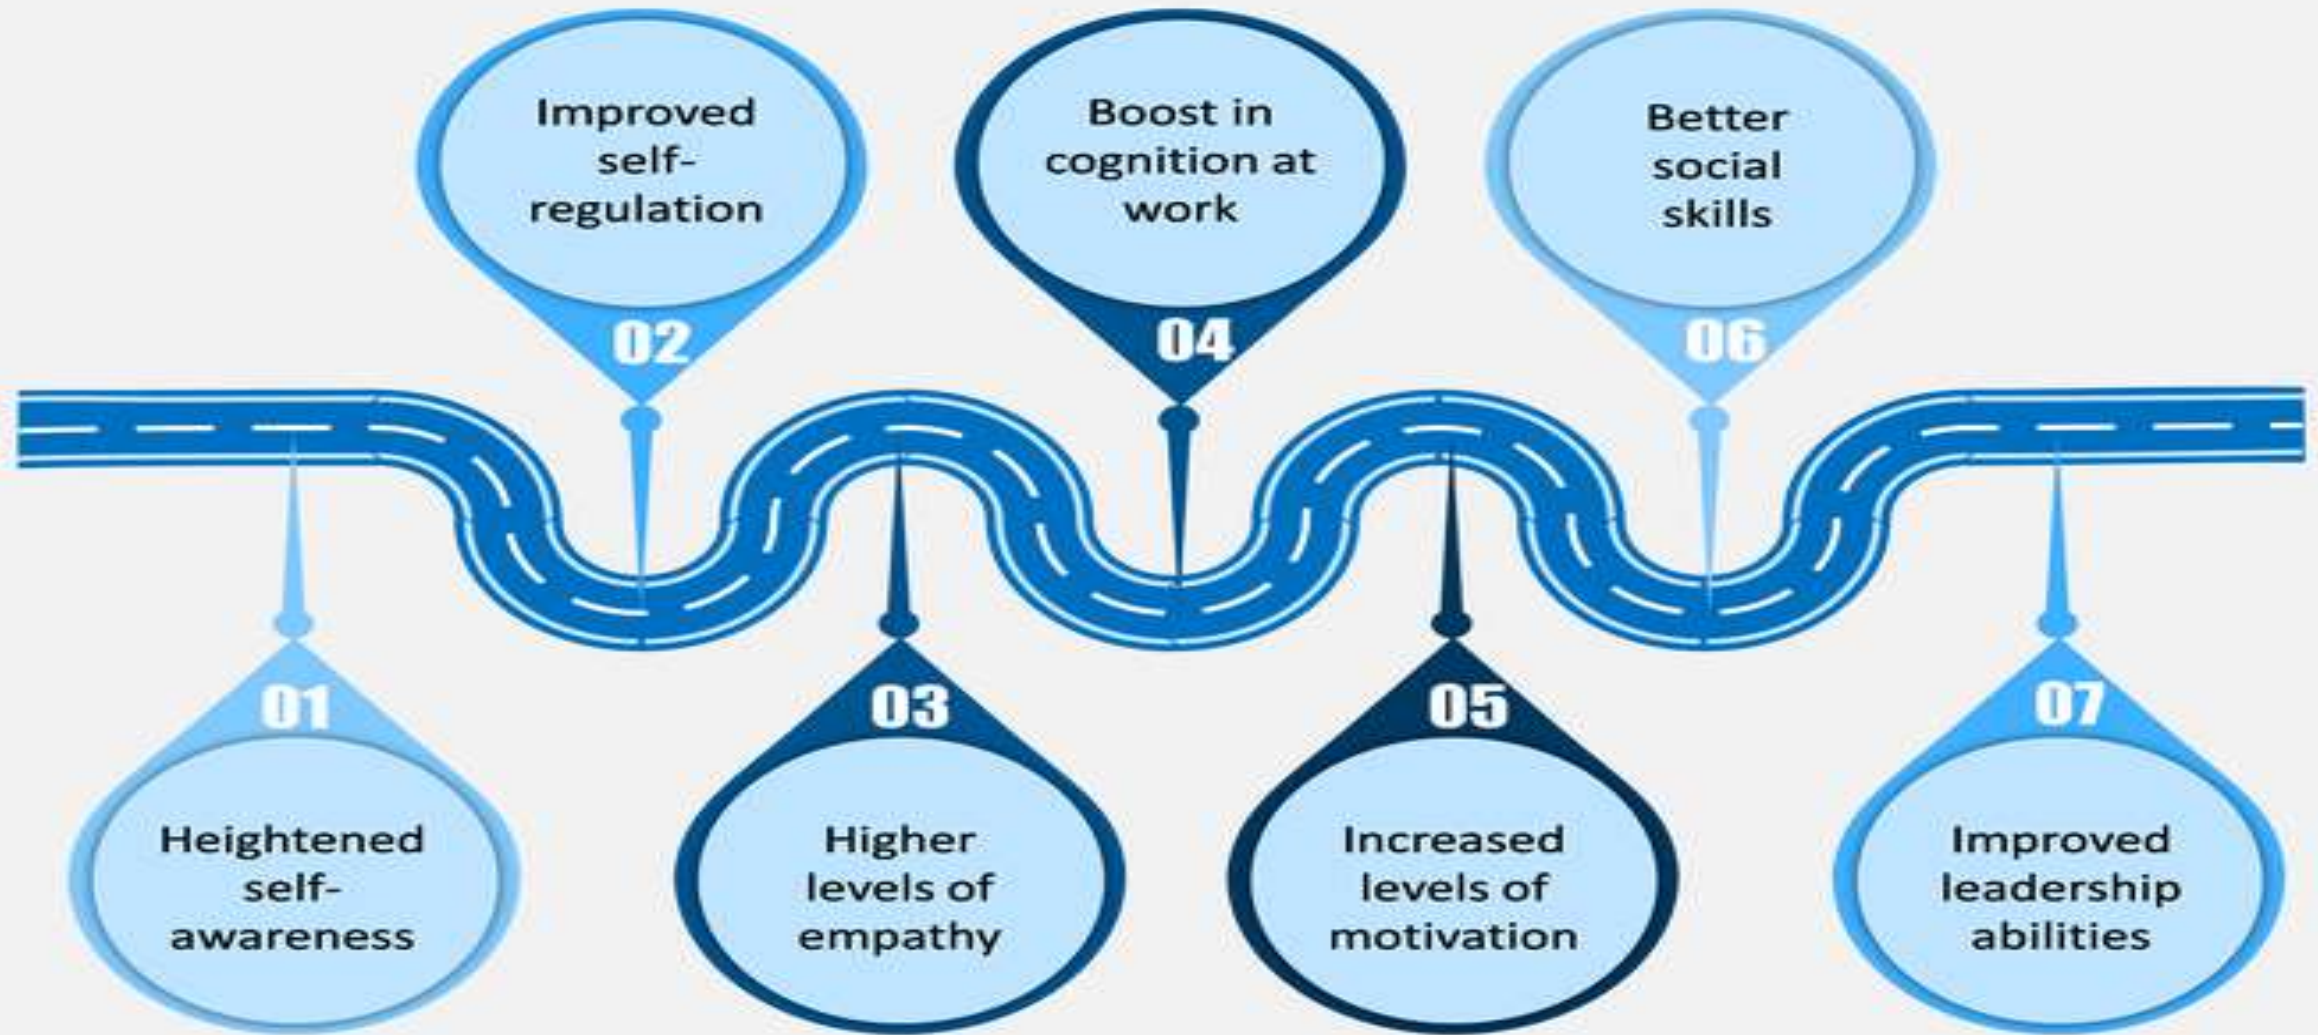 01
Heightened
self-
awareness
02
Improved
self-
regulation
03
Higher
levels of
empathy
04
Boost in
cognition at
work
05
Increased
levels of
motivation
06
Better
social
skills
07
Improved
leadership
abilities